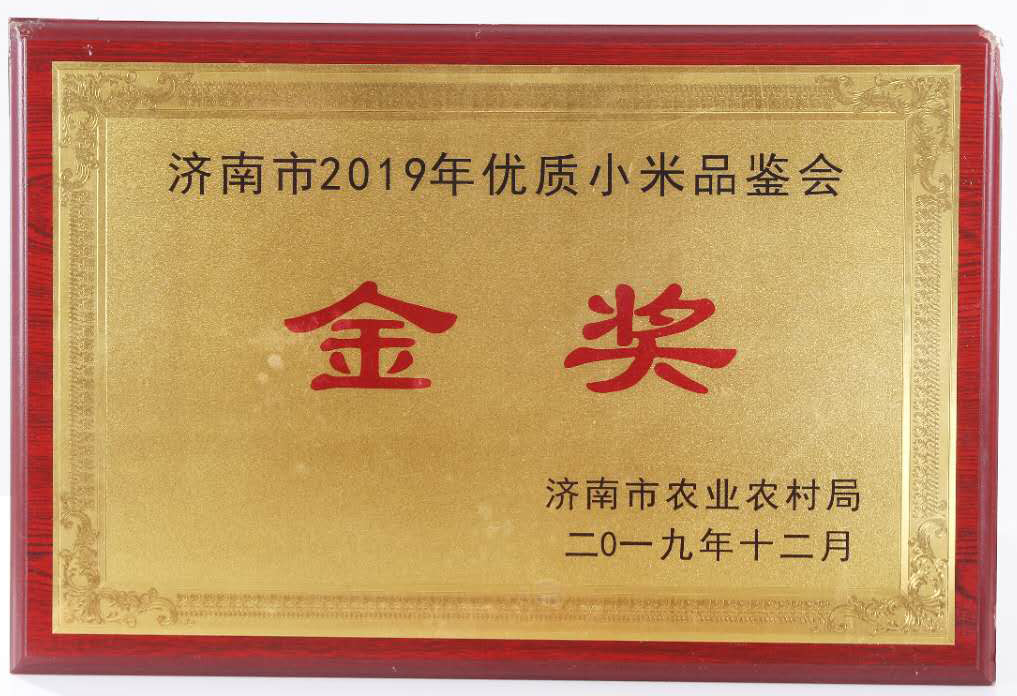 济南市2019年优质小米品鉴会
金奖
济南市农业农村局
二0一九年十二月